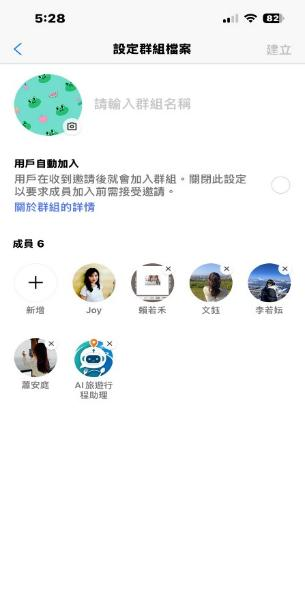 5:28
82
設定群組檔案
建立
請輸入群組名稱
用戶自動加入
用戶在收到邀請後就會加入群組。關閉此設定
以要求成員加入前需接受邀請。
關於群組的詳情
成員 6
新增
Joy
賴若禾
文鈺
李若妘
蕭安庭
AI旅遊行
程助理